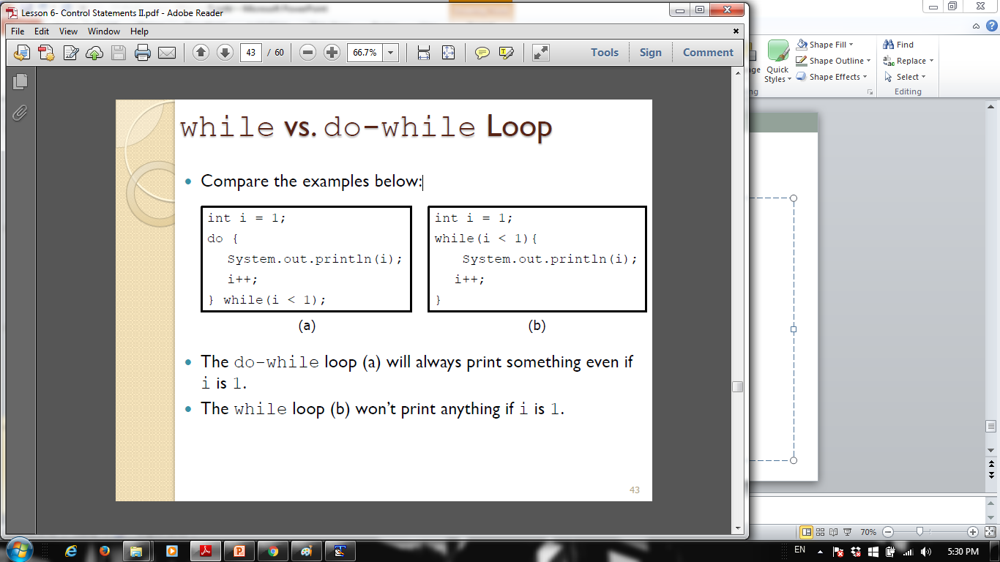 Lesson 6- Control Statements II.pdf - Adobe Reader
File Edit View Window Help
43 / 60 66.7% Tools Sign Comment
while vs. do-while Loop
Compare the examples below:
int i = 1;
do {
System.out.println(i);
i++;
} while(i < 1);
(a)
int i = 1;
while(i < 1){
System.out.println(i);
i++;
}
(b)
The do-while loop (a) will always print something even if
i is 1.
The while loop (b) won't print anything if i is 1.
43
Quick
Styles
Shape Fill
Shape Outline
Shape Effects
Find
Replace
Select
Editing
70%
EN 5:30 PM